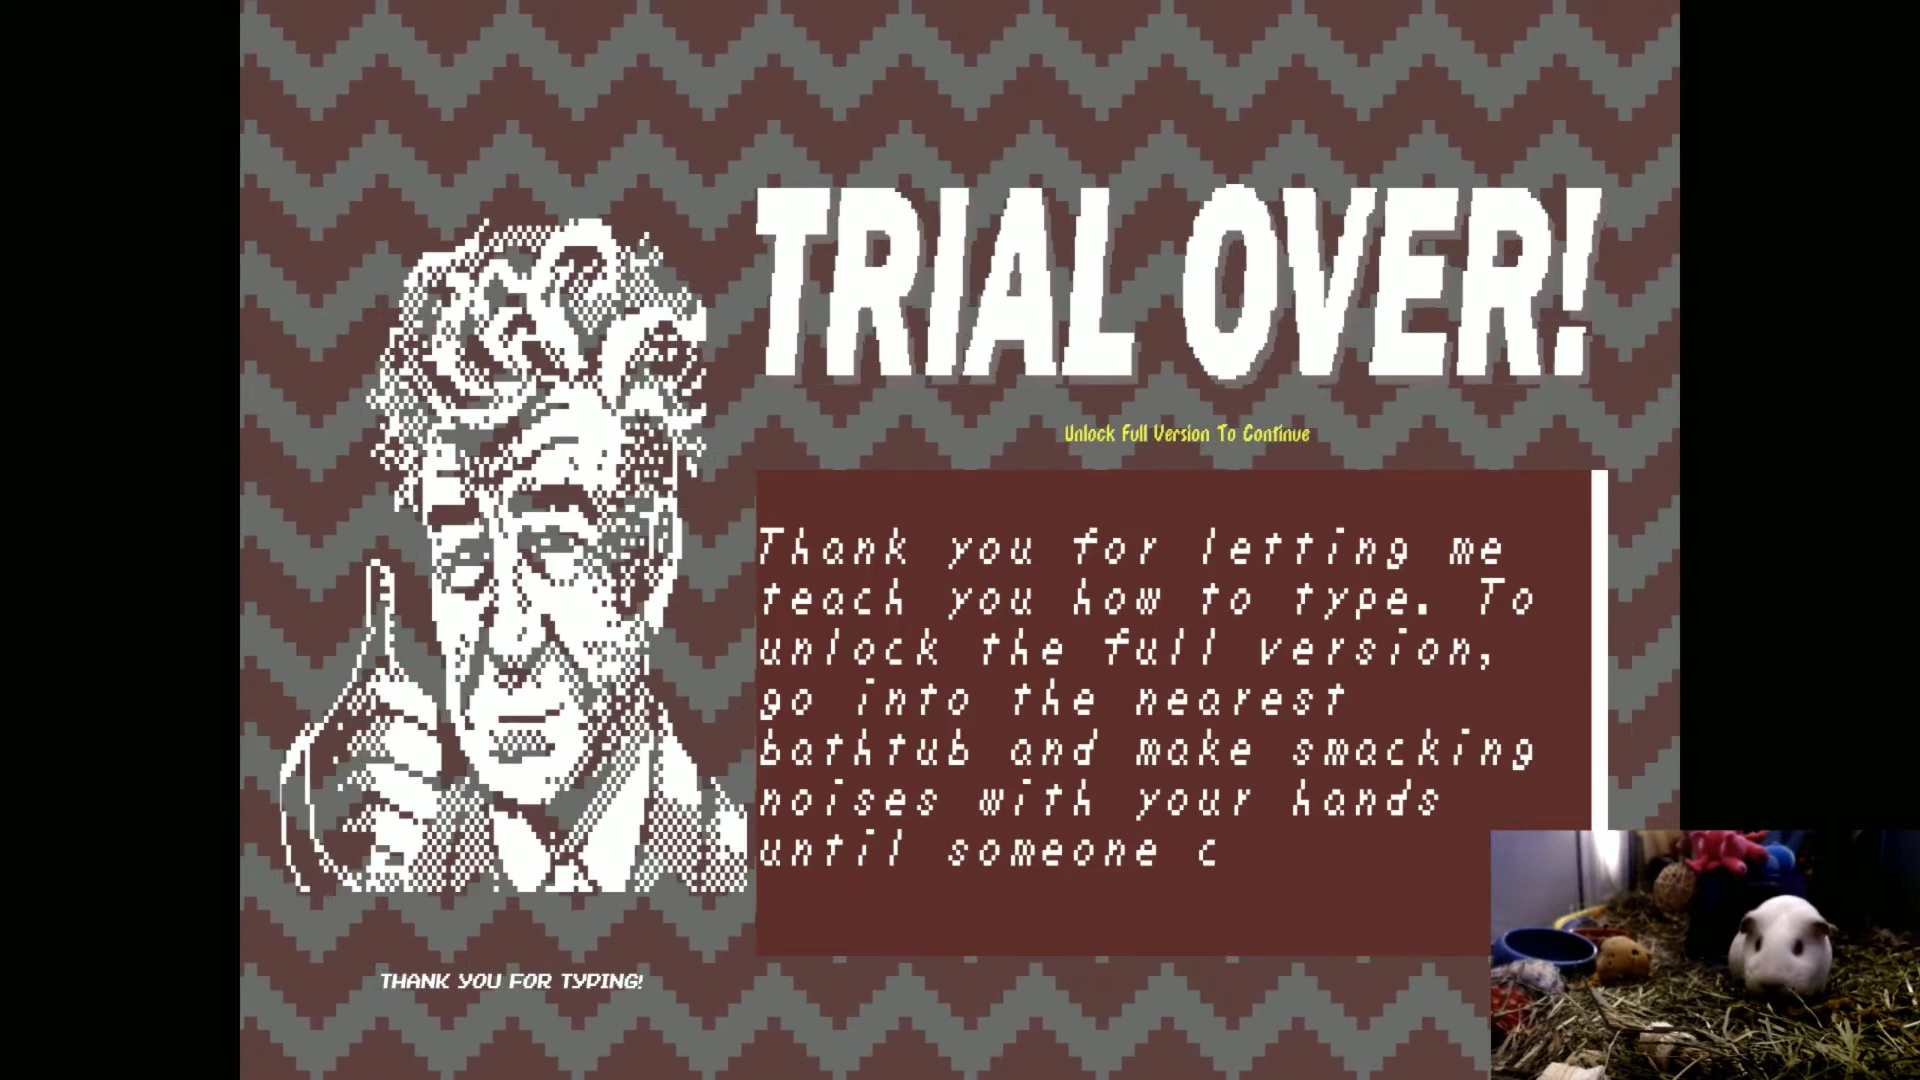 TRIAL OVER!
Unlock Full Version To Continue
Thank you for letting me
teach you how to type. To
unlock the full version,
go into the nearest
bathtub and make smacking
noises with your hands
until someone c
THANK YOU FOR TYPING!